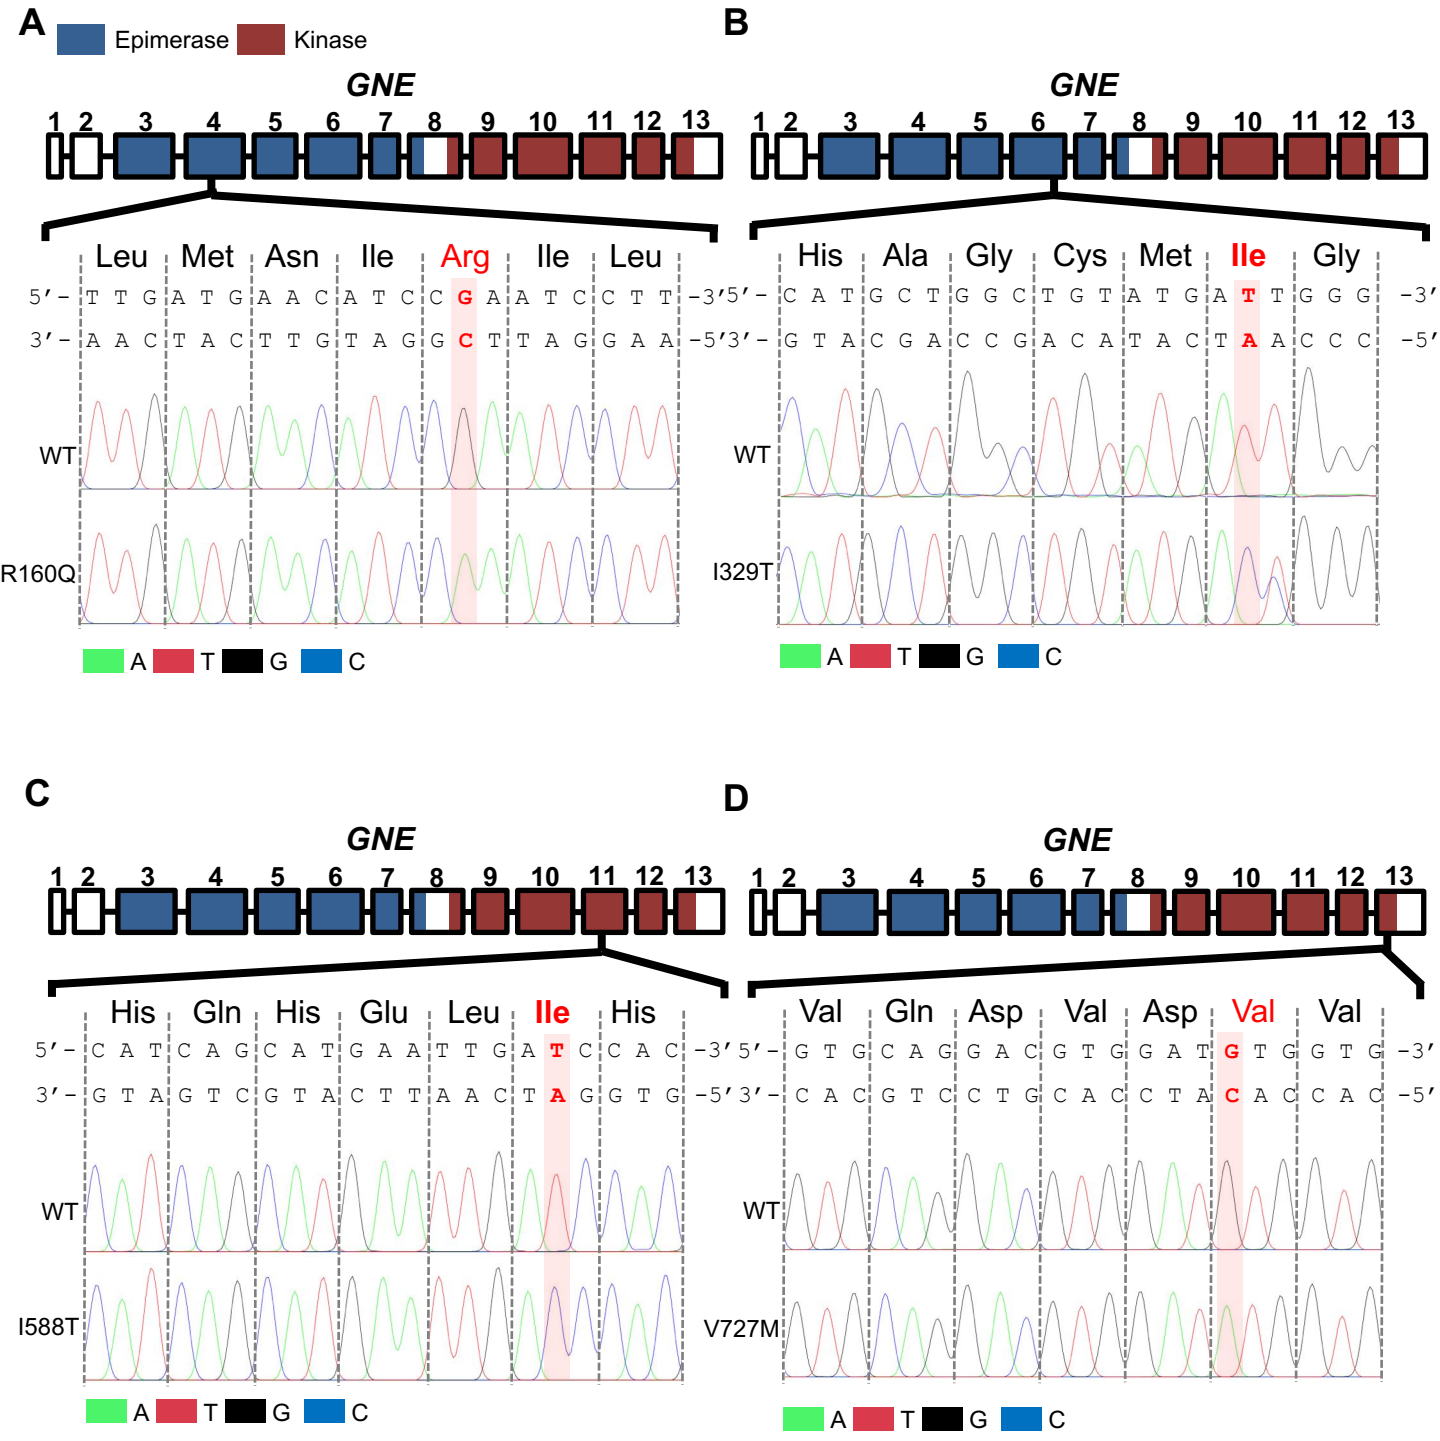 A
Epimerase Kinase
GNE
1 2 3 4 5 6 7 8 9 10 11 12 13
Leu Met Asn Ile Arg Ile Leu
5′- T T G A T G A A C A T C C G A A T C C T T -3′
3′- A A C T A C T T G T A G G C T T A G G A A -5′
WT
R160Q
A T G C
B
GNE
1 2 3 4 5 6 7 8 9 10 11 12 13
His Ala Gly Cys Met Ile Gly
5′- C A T G C T G G C T G T A T G A T T G G G -3′
3′- G T A C G A C C G A C A T A C T A A C C C -5′
WT
I329T
A T G C
C
GNE
1 2 3 4 5 6 7 8 9 10 11 12 13
His Gln His Glu Leu Ile His
5′- C A T C A G C A T G A A T T G A T C C A C -3′
3′- G T A G T C G T A C T T A A C T A G G T G -5′
WT
I588T
A T G C
D
GNE
1 2 3 4 5 6 7 8 9 10 11 12 13
Val Gln Asp Val Asp Val Val
5′- G T G C A G G A C G T G G A T G T G G T G -3′
3′- C A C G T C C T G C A C C T A C A C C A C -5′
WT
V727M
A T G C